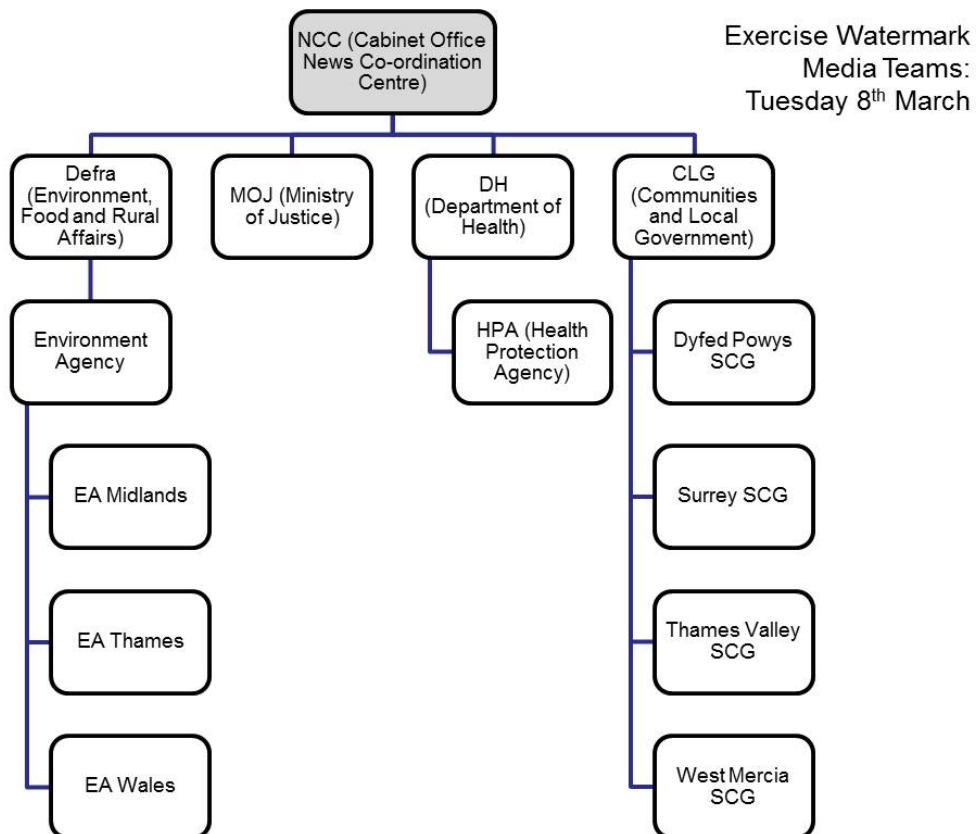 NCC (Cabinet Office
News Co-ordination
Centre)
Exercise Watermark
Media Teams:
Tuesday 8th March
Defra
(Environment,
Food and Rural
Affairs)
MOJ (Ministry
of Justice)
DH
(Department of
Health)
CLG
(Communities
and Local
Government)
Environment
Agency
HPA (Health
Protection
Agency)
Dyfed Powys
SCG
EA Midlands
Surrey SCG
EA Thames
Thames Valley
SCG
EA Wales
West Mercia
SCG